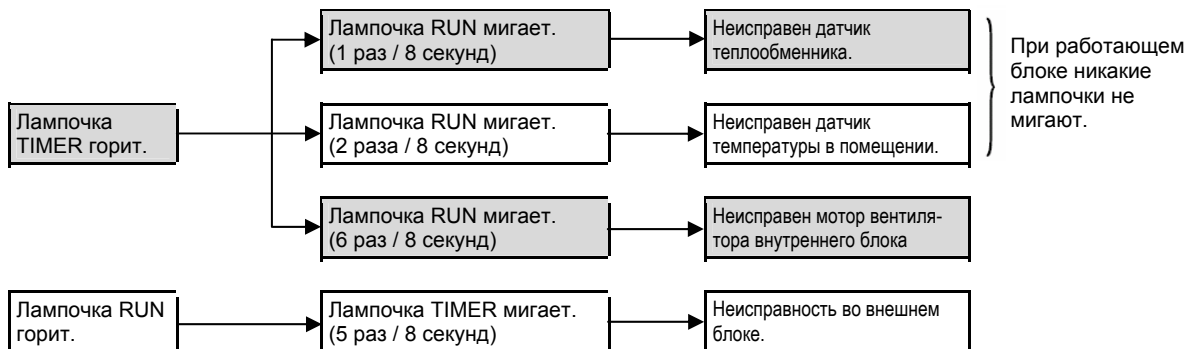 Лампочка RUN мигает.
(1 раз / 8 секунд)
Неисправен датчик
теплообменника.
При работающем
блоке никакие
лампочки не
мигают.
Лампочка
TIMER горит.
Лампочка RUN мигает.
(2 раза / 8 секунд)
Неисправен датчик
температуры в помещении.
Лампочка RUN мигает.
(6 раз / 8 секунд)
Неисправен мотор вентиля-
тора внутреннего блока
Лампочка RUN
горит.
Лампочка TIMER мигает.
(5 раз / 8 секунд)
Неисправность во внешнем
блоке.